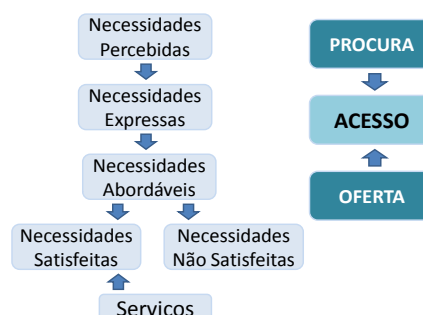 Necessidades
Percebidas
Necessidades
Expressas
Necessidades
Abordáveis
Necessidades
Satisfeitas
Necessidades
Não Satisfeitas
Serviços
PROCURA
ACESSO
OFERTA